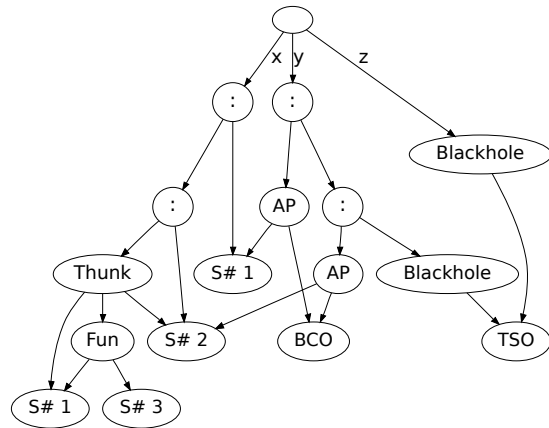 x y z
: :
Blackhole
: AP :
Thunk S# 1 AP Blackhole
Fun S# 2 BCO TSO
S# 1 S# 3